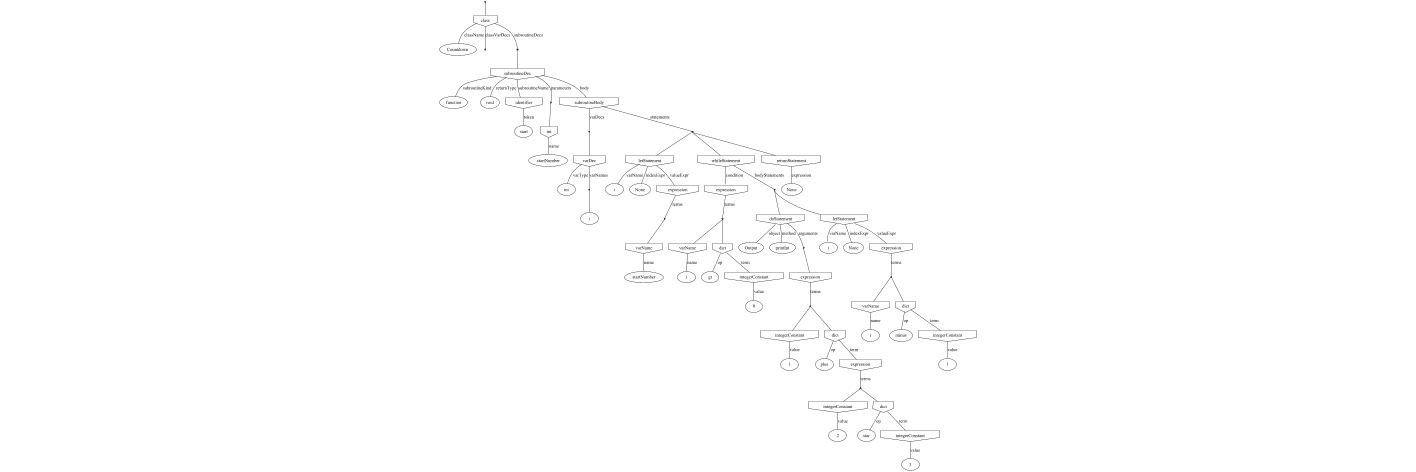 class
className classVarDecs subroutineDecs
Countdown
subroutineDec
subroutineKind returnType subroutineName parameters body
function void identifier subroutineBody
token varDecs statements
start int
name
startNumber varDec letStatement whileStatement returnStatement
varType varNames varName indexExpr valueExpr condition bodyStatements expression
int i None expression expression None
terms terms
i doStatement letStatement
object method arguments varName indexExpr valueExpr
varName varName dict Output printInt i None expression
name name op term terms
startNumber i gt integerConstant expression
value terms
0 varName dict
name op term
integerConstant dict i minus integerConstant
value op term value
1 plus expression 1
terms
integerConstant dict
value op term
2 star integerConstant
value
3